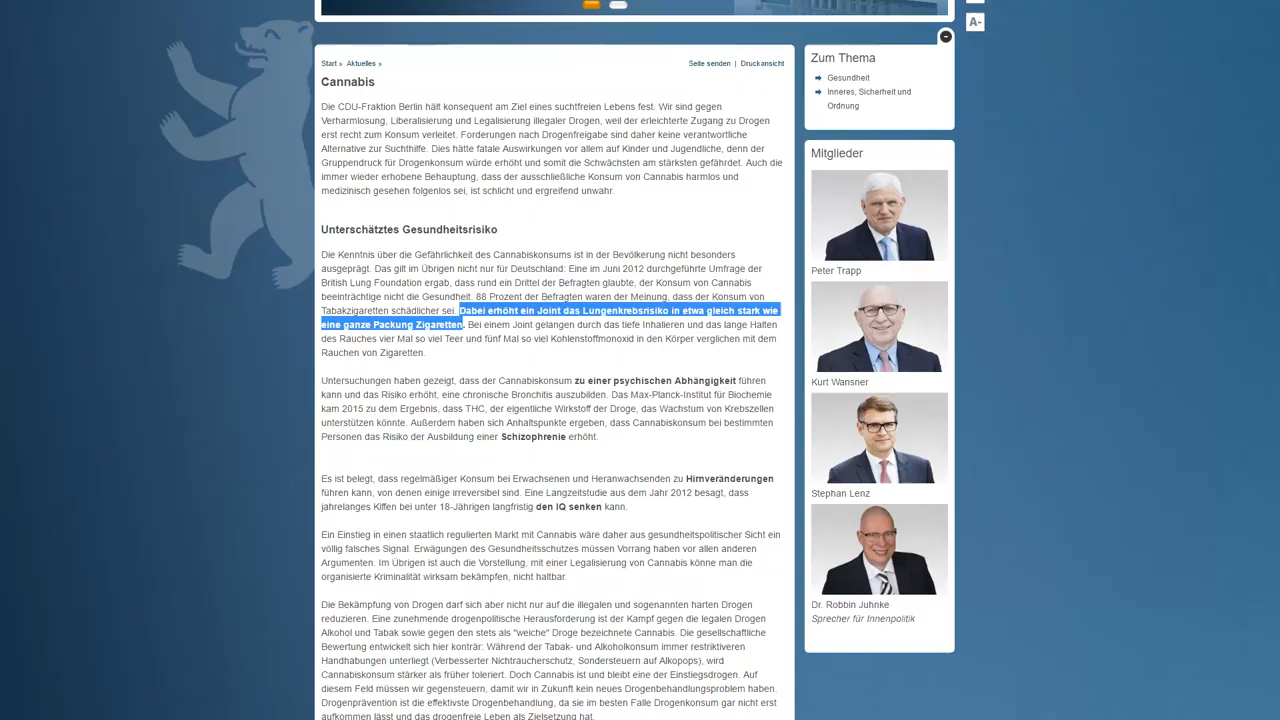 A-
Start »  Aktuelles »
Seite senden  |  Druckansicht
Cannabis
Die CDU-Fraktion Berlin hält konsequent am Ziel eines suchtfreien Lebens fest. Wir sind gegen
Verharmlosung, Liberalisierung und Legalisierung illegaler Drogen, weil der erleichterte Zugang zu Drogen
erst recht zum Konsum verleitet. Forderungen nach Drogenfreigabe sind daher keine verantwortliche
Alternative zur Suchthilfe. Dies hätte fatale Auswirkungen vor allem auf Kinder und Jugendliche, denn der
Gruppendruck für Drogenkonsum würde erhöht und somit die Schwächsten am stärksten gefährdet. Auch die
immer wieder erhobene Behauptung, dass der ausschließliche Konsum von Cannabis harmlos und
medizinisch gesehen folgenlos sei, ist schlicht und ergreifend unwahr.
Unterschätztes Gesundheitsrisiko
Die Kenntnis über die Gefährlichkeit des Cannabiskonsums ist in der Bevölkerung nicht besonders
ausgeprägt. Das gilt im Übrigen nicht nur für Deutschland: Eine im Juni 2012 durchgeführte Umfrage der
British Lung Foundation ergab, dass rund ein Drittel der Befragten glaubte, der Konsum von Cannabis
beeinträchtige nicht die Gesundheit. 88 Prozent der Befragten waren der Meinung, dass der Konsum von
Tabakzigaretten schädlicher sei. Dabei erhöht ein Joint das Lungenkrebsrisiko in etwa gleich stark wie
eine ganze Packung Zigaretten. Bei einem Joint gelangen durch das tiefe Inhalieren und das lange Halten
des Rauches vier Mal so viel Teer und fünf Mal so viel Kohlenstoffmonoxid in den Körper verglichen mit dem
Rauchen von Zigaretten.
Untersuchungen haben gezeigt, dass der Cannabiskonsum zu einer psychischen Abhängigkeit führen
kann und das Risiko erhöht, eine chronische Bronchitis auszubilden. Das Max-Planck-Institut für Biochemie
kam 2015 zu dem Ergebnis, dass THC, der eigentliche Wirkstoff der Droge, das Wachstum von Krebszellen
unterstützen könnte. Außerdem haben sich Anhaltspunkte ergeben, dass Cannabiskonsum bei bestimmten
Personen das Risiko der Ausbildung einer Schizophrenie erhöht.
Es ist belegt, dass regelmäßiger Konsum bei Erwachsenen und Heranwachsenden zu Hirnveränderungen
führen kann, von denen einige irreversibel sind. Eine Langzeitstudie aus dem Jahr 2012 besagt, dass
jahrelanges Kiffen bei unter 18-Jährigen langfristig den IQ senken kann.
Ein Einstieg in einen staatlich regulierten Markt mit Cannabis wäre daher aus gesundheitspolitischer Sicht ein
völlig falsches Signal. Erwägungen des Gesundheitsschutzes müssen Vorrang haben vor allen anderen
Argumenten. Im Übrigen ist auch die Vorstellung, mit einer Legalisierung von Cannabis könne man die
organisierte Kriminalität wirksam bekämpfen, nicht haltbar.
Die Bekämpfung von Drogen darf sich aber nicht nur auf die illegalen und sogenannten harten Drogen
reduzieren. Eine zunehmende drogenpolitische Herausforderung ist der Kampf gegen die legalen Drogen
Alkohol und Tabak sowie gegen den stets als "weiche" Droge bezeichnete Cannabis. Die gesellschaftliche
Bewertung entwickelt sich hier konträr: Während der Tabak- und Alkoholkonsum immer restriktiveren
Handhabungen unterliegt (Verbesserter Nichtraucherschutz, Sondersteuern auf Alkopops), wird
Cannabiskonsum stärker als früher toleriert. Doch Cannabis ist und bleibt eine der Einstiegsdrogen. Auf
diesem Feld müssen wir gegensteuern, damit wir in Zukunft kein neues Drogenbehandlungsproblem haben.
Drogenprävention ist die effektivste Drogenbehandlung, da sie im besten Falle Drogenkonsum gar nicht erst
aufkommen lässt und das drogenfreie Leben als Zielsetzung hat.
Zum Thema
Gesundheit
Inneres, Sicherheit und
Ordnung
Mitglieder
Peter Trapp
Kurt Wansner
Stephan Lenz
Dr. Robbin Juhnke
Sprecher für Innenpolitik